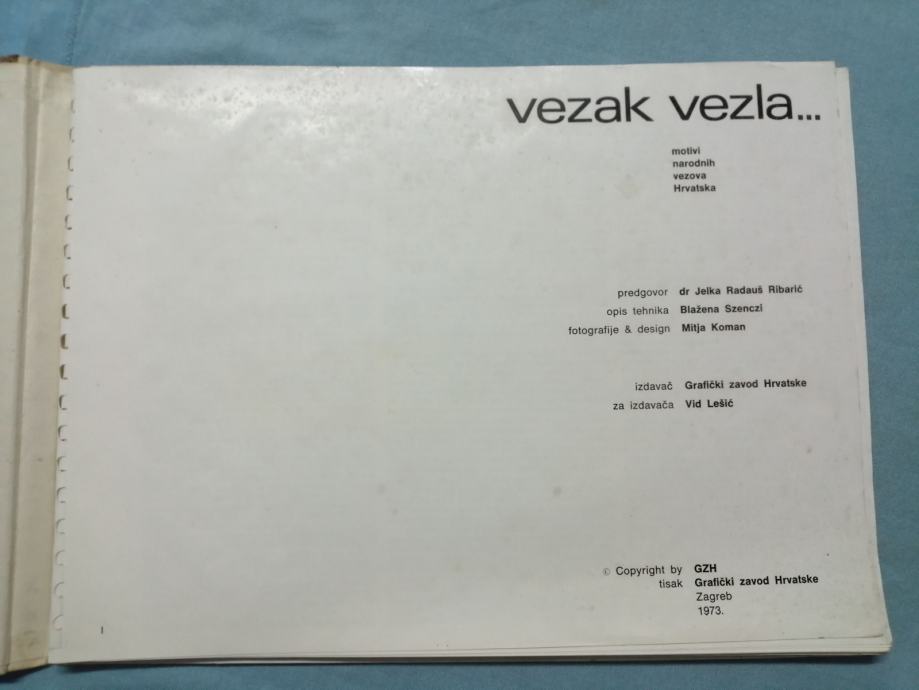 vezak vezla...
motivi
narodnih
vezova
Hrvatska
predgovor dr Jelka Radauš Ribarić
opis tehnika Blažena Szenczi
fotografije & design Mitja Koman
izdavač Grafički zavod Hrvatske
za izdavača Vid Lešić
© Copyright by GZH
tisak Grafički zavod Hrvatske
Zagreb
1973.
I